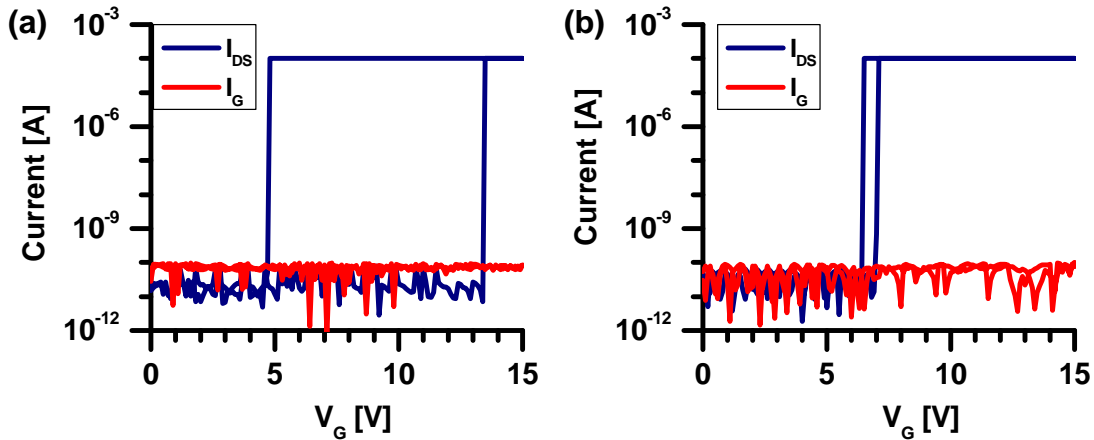 (a)
I_DS
I_G
10^-3
10^-6
10^-9
10^-12
Current [A]
0 5 10 15
V_G [V]
(b)
I_DS
I_G
10^-3
10^-6
10^-9
10^-12
Current [A]
0 5 10 15
V_G [V]